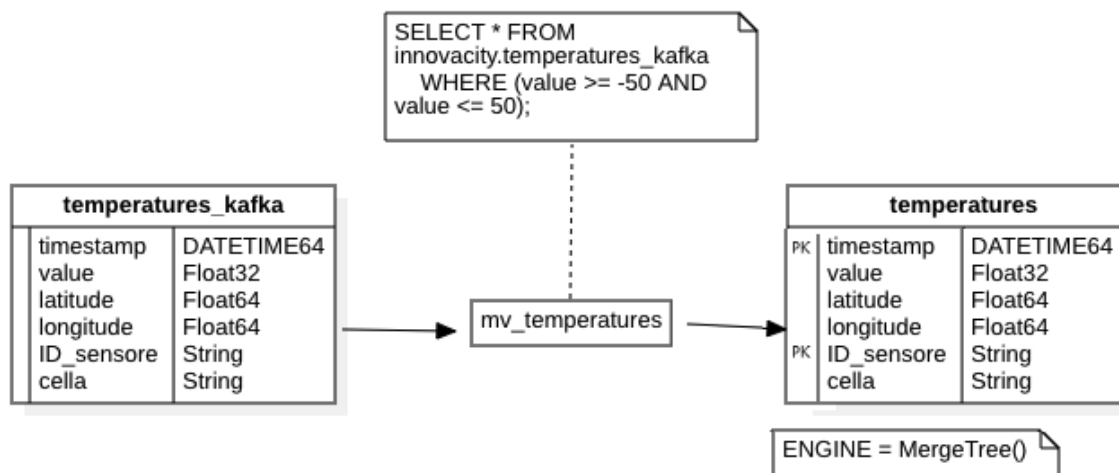 SELECT * FROM
innovacity.temperatures_kafka
WHERE (value >= -50 AND
value <= 50);
temperatures_kafka
timestamp DATETIME64
value Float32
latitude Float64
longitude Float64
ID_sensore String
cella String
mv_temperatures
temperatures
PK timestamp DATETIME64
value Float32
latitude Float64
longitude Float64
PK ID_sensore String
cella String
ENGINE = MergeTree()